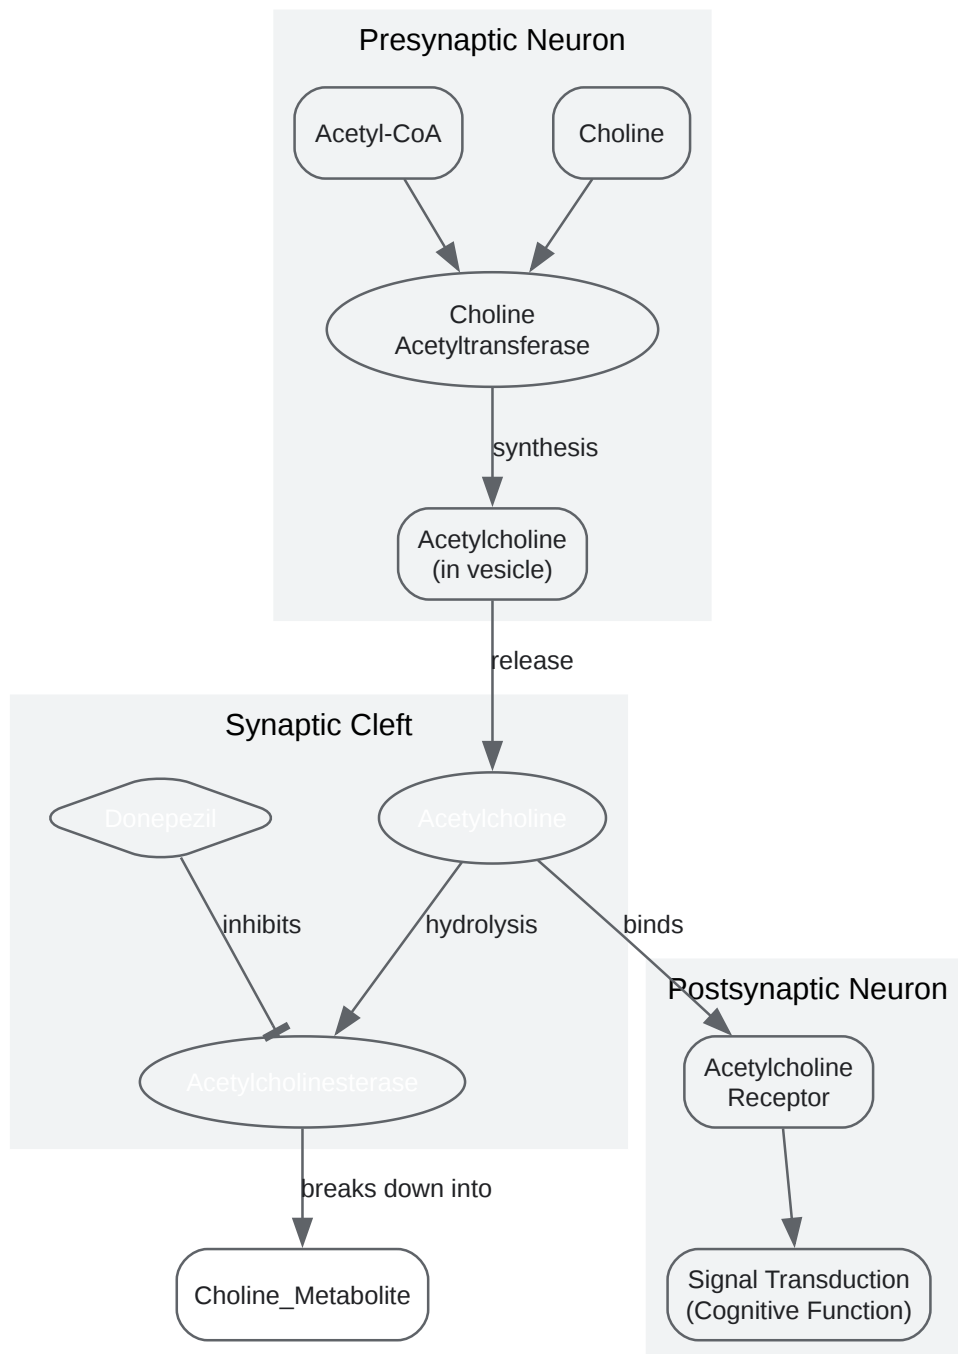 Presynaptic Neuron
Acetyl-CoA
Choline
Choline
Acetyltransferase
synthesis
Acetylcholine
(in vesicle)
release
Synaptic Cleft
Donepezil
Acetylcholine
inhibits
hydrolysis
binds
Postsynaptic Neuron
Acetylcholinesterase
Acetylcholine
Receptor
breaks down into
Choline_Metabolite
Signal Transduction
(Cognitive Function)